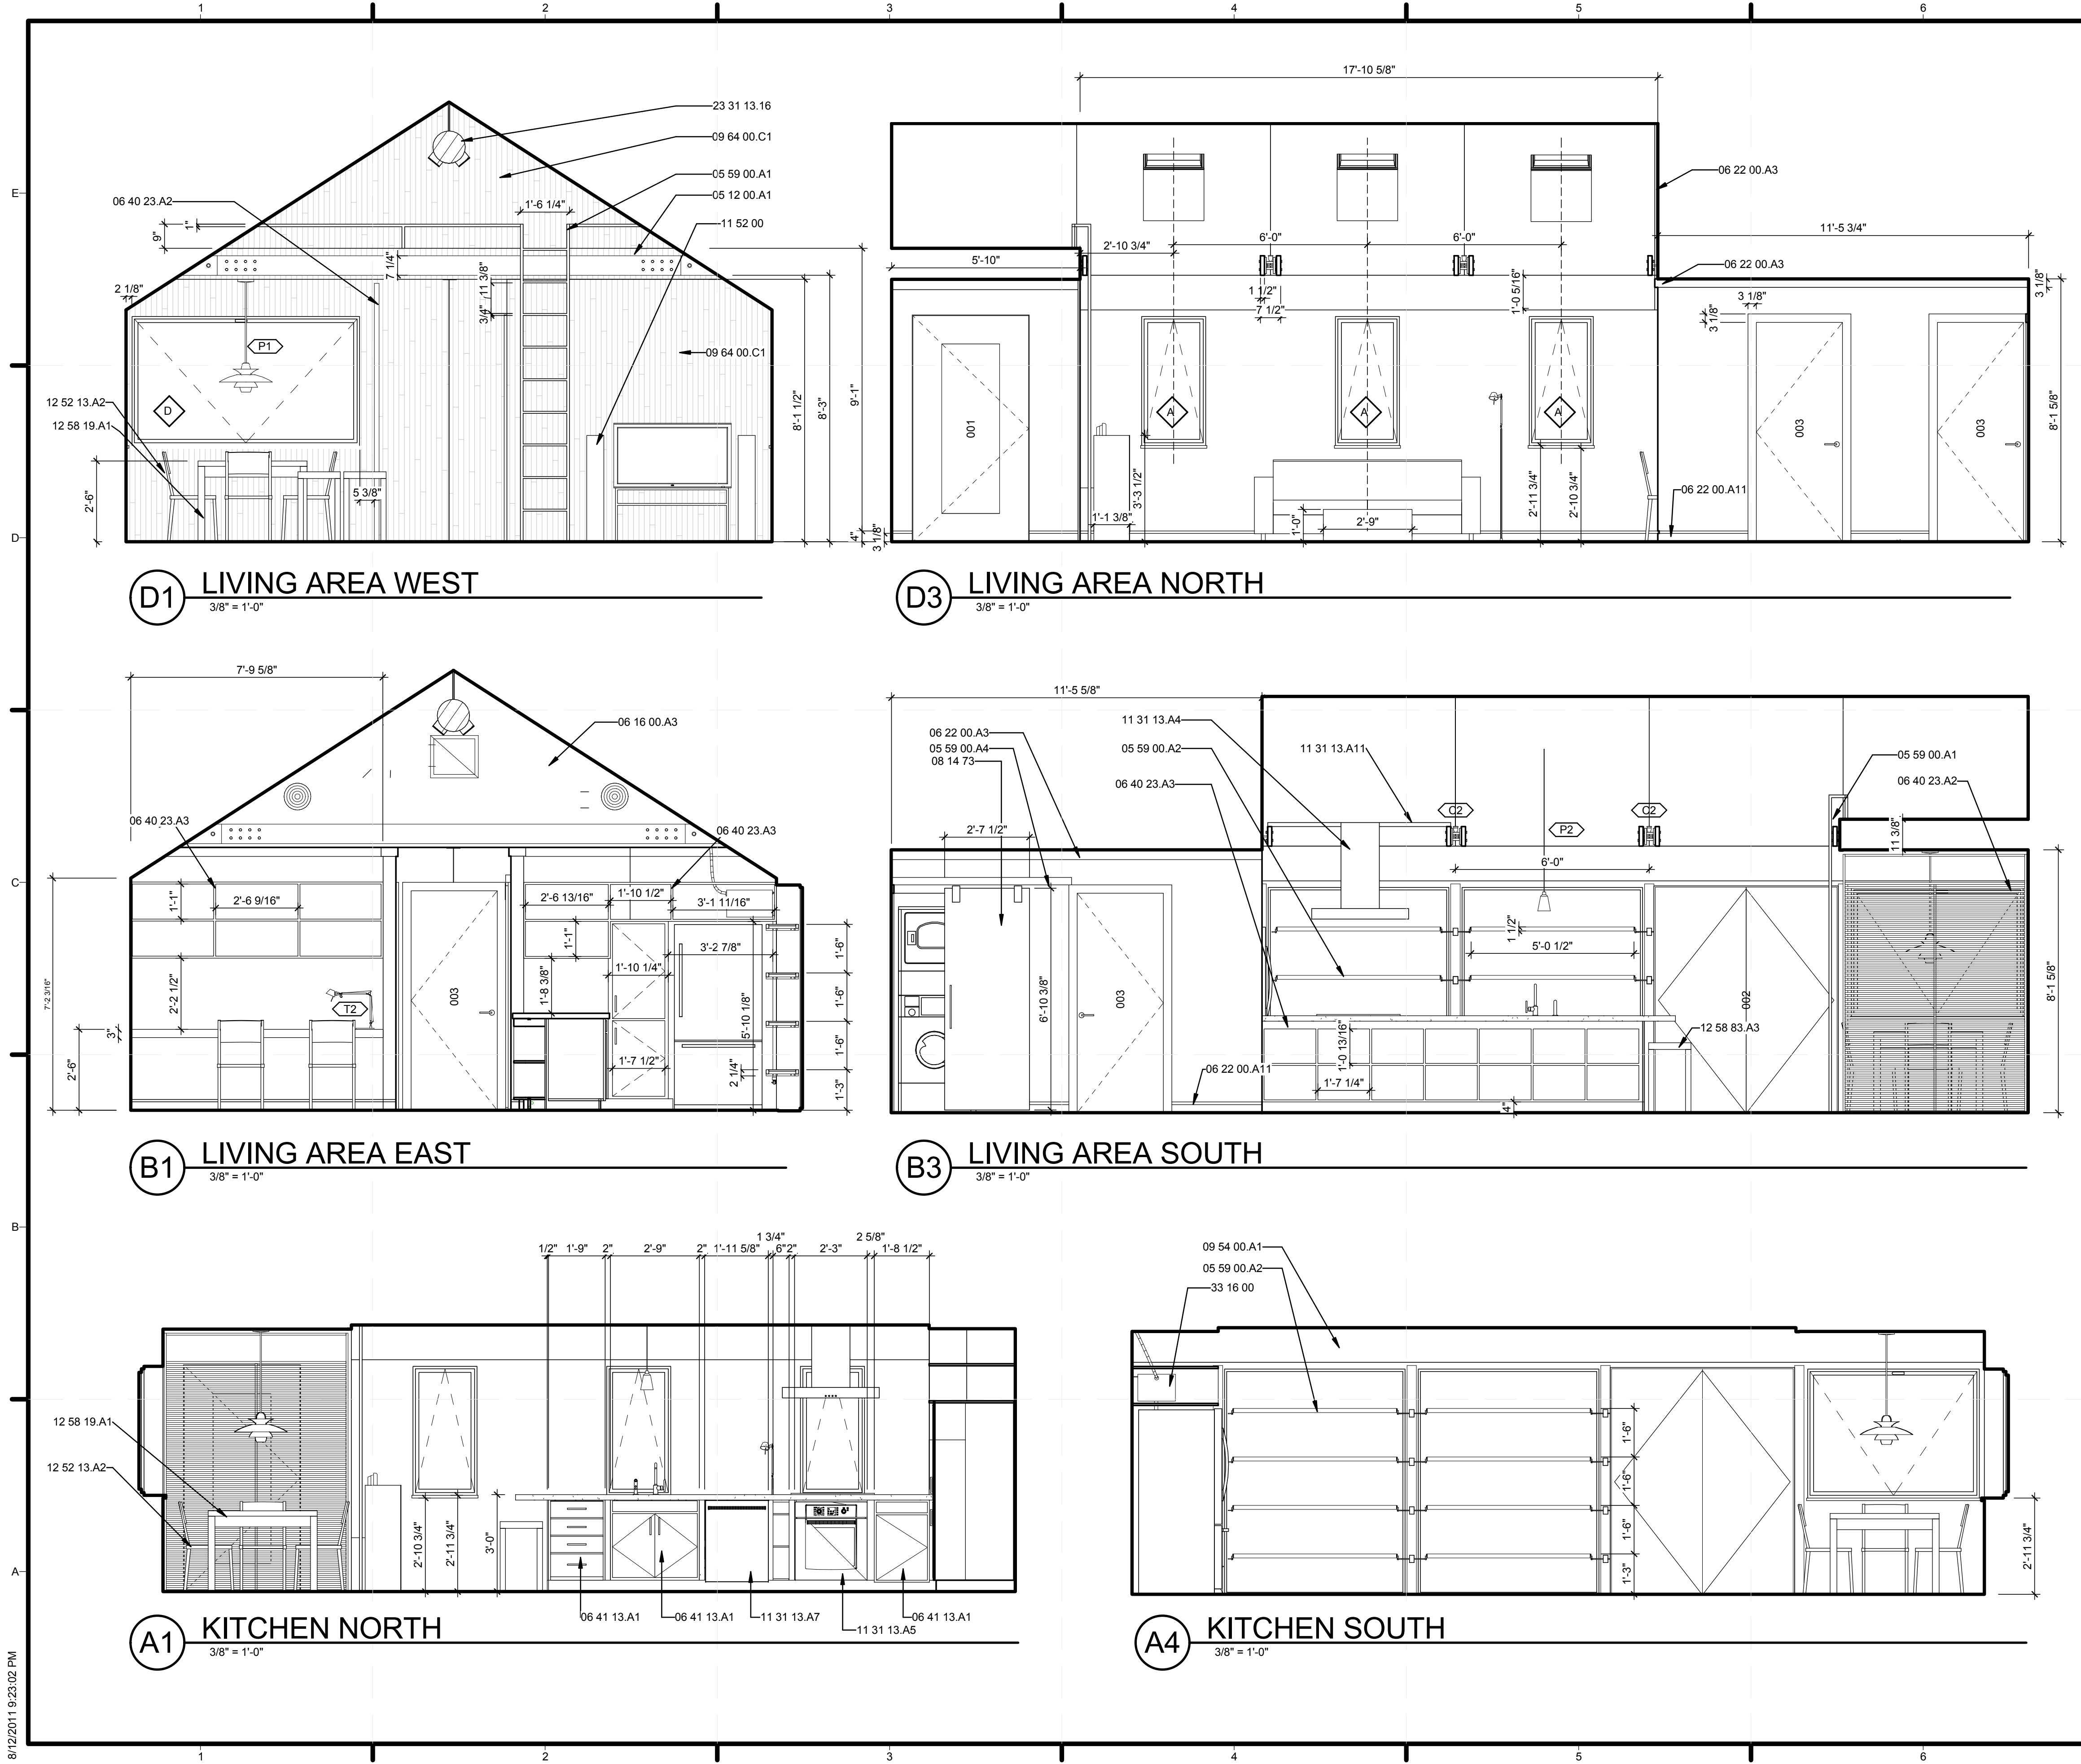 1 2 3 4 5 6
E
D
C
B
A
23 31 13.16
09 64 00.C1
05 59 00.A1
05 12 00.A1
11 52 00
06 40 23.A2
1'-6 1/4"
1"
9"
7 1/4"
11 3/8"
3/4"
2 1/8"
P1
D
09 64 00.C1
12 52 13.A2
12 58 19.A1
2'-6"
5 3/8"
8'-1 1/2"
8'-3"
9'-1"
D1 LIVING AREA WEST
3/8" = 1'-0"
17'-10 5/8"
06 22 00.A3
11'-5 3/4"
06 22 00.A3
5'-10"
2'-10 3/4"
6'-0"
6'-0"
1 1/2"
7 1/2"
1'-0 5/16"
3 1/8"
3 1/8"
3 1/8"
001
A
A
A
003
003
8'-1 5/8"
3'-3 1/2"
1'-1 3/8"
1'-0"
2'-9"
2'-11 3/4"
2'-10 3/4"
06 22 00.A11
4"
3 1/8"
D3 LIVING AREA NORTH
3/8" = 1'-0"
7'-9 5/8"
06 16 00.A3
06 40 23.A3
06 40 23.A3
1'-1"
2'-6 9/16"
2'-6 13/16"
1'-10 1/2"
3'-1 11/16"
1'-1"
3'-2 7/8"
1'-10 1/4"
1'-8 3/8"
2'-2 1/2"
7'-2 3/16"
T2
003
3"
2'-6"
5'-10 1/8"
1'-7 1/2"
2 1/4"
1'-6"
1'-6"
1'-6"
1'-3"
B1 LIVING AREA EAST
3/8" = 1'-0"
11'-5 5/8"
06 22 00.A3
05 59 00.A4
08 14 73
11 31 13.A4
05 59 00.A2
06 40 23.A3
11 31 13.A11
05 59 00.A1
06 40 23.A2
C2
C2
P2
2'-7 1/2"
6'-0"
11 3/8"
1 1/2"
5'-0 1/2"
6'-10 3/8"
003
002
8'-1 5/8"
12 58 83.A3
1'-0 13/16"
1'-7 1/4"
06 22 00.A11
4"
B3 LIVING AREA SOUTH
3/8" = 1'-0"
1/2" 1'-9" 2" 2'-9" 2" 1'-11 5/8" 1 3/4" 6" 2" 2'-3" 2 5/8" 1'-8 1/2"
12 58 19.A1
12 52 13.A2
2'-10 3/4"
2'-11 3/4"
3'-0"
06 41 13.A1
06 41 13.A1
11 31 13.A7
11 31 13.A5
06 41 13.A1
A1 KITCHEN NORTH
3/8" = 1'-0"
09 54 00.A1
05 59 00.A2
33 16 00
1'-6"
1'-6"
1'-6"
1'-3"
2'-11 3/4"
A4 KITCHEN SOUTH
3/8" = 1'-0"
8/12/2011 9:23:02 PM
1 2 3 4 5 6